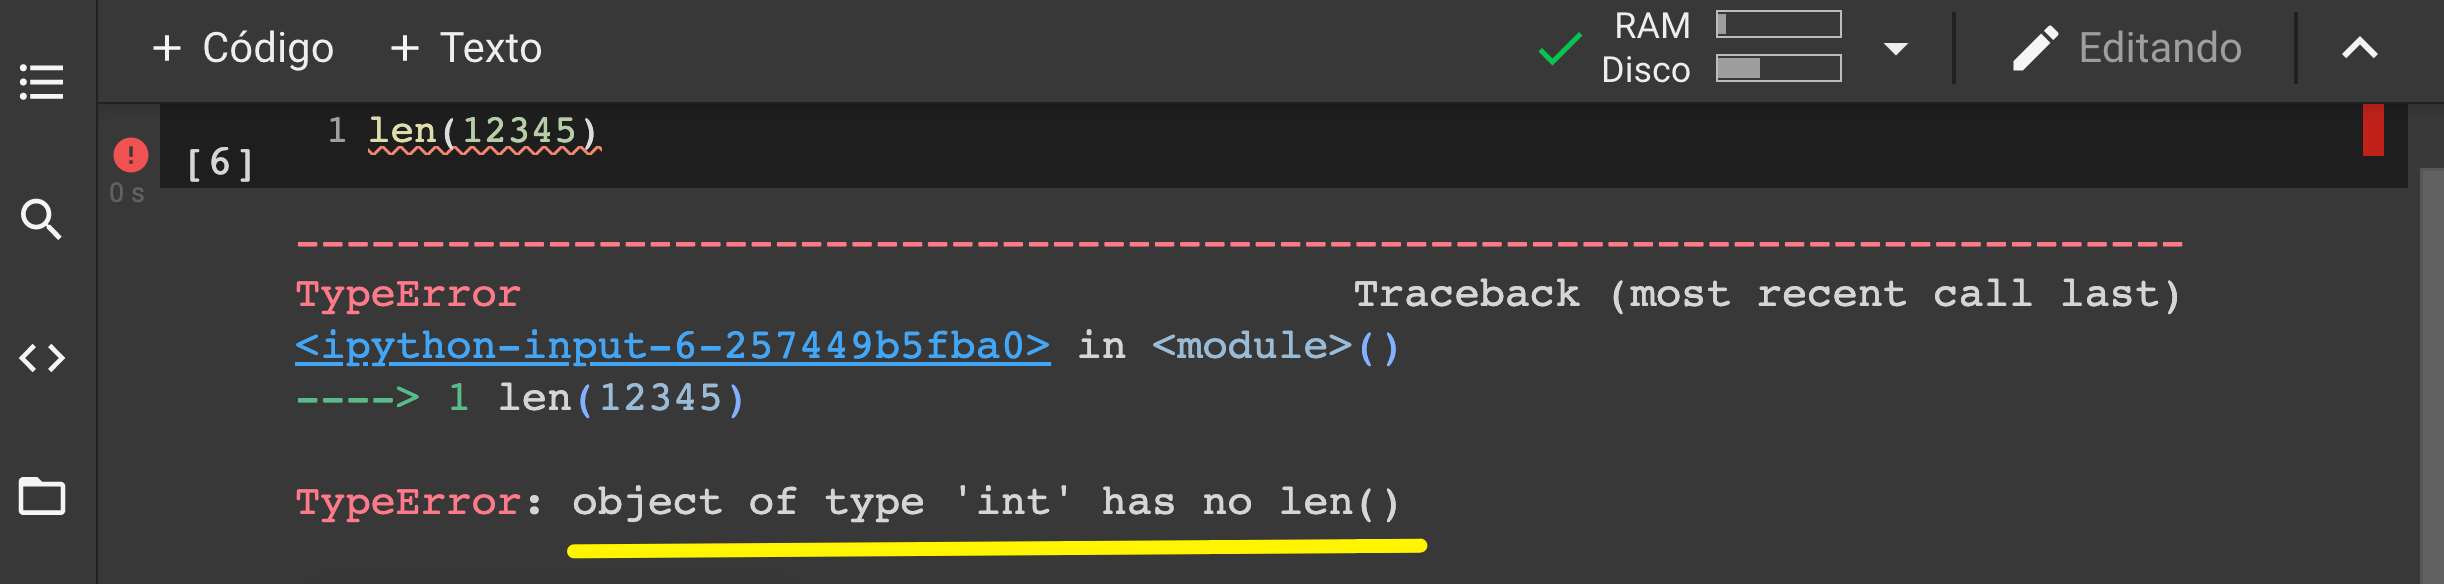 + Código + Texto
RAM
Disco
Editando
1 len(12345)
[6]
0 s
---------------------------------------------------------------------------
TypeError Traceback (most recent call last)
<ipython-input-6-257449b5fba0> in <module>()
----> 1 len(12345)
TypeError: object of type 'int' has no len()